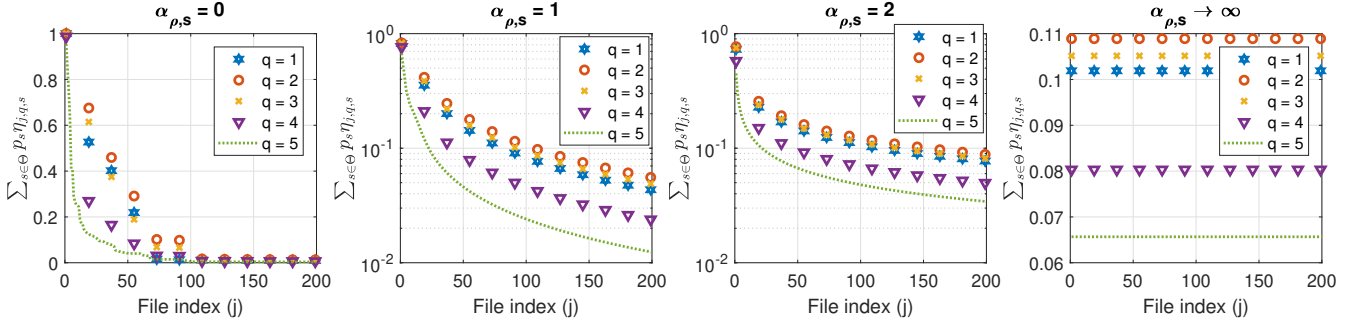 α_{ρ,s} = 0
∑_{s∈Θ} p_s η_{j,q,s}
1
0.8
0.6
0.4
0.2
0
0 50 100 150 200
File index (j)
q = 1
q = 2
q = 3
q = 4
q = 5
α_{ρ,s} = 1
∑_{s∈Θ} p_s η_{j,q,s}
10^0
10^{-1}
10^{-2}
0 50 100 150 200
File index (j)
q = 1
q = 2
q = 3
q = 4
q = 5
α_{ρ,s} = 2
∑_{s∈Θ} p_s η_{j,q,s}
10^0
10^{-1}
10^{-2}
0 50 100 150 200
File index (j)
q = 1
q = 2
q = 3
q = 4
q = 5
α_{ρ,s} → ∞
∑_{s∈Θ} p_s η_{j,q,s}
0.11
0.1
0.09
0.08
0.07
0.06
0 50 100 150 200
File index (j)
q = 1
q = 2
q = 3
q = 4
q = 5